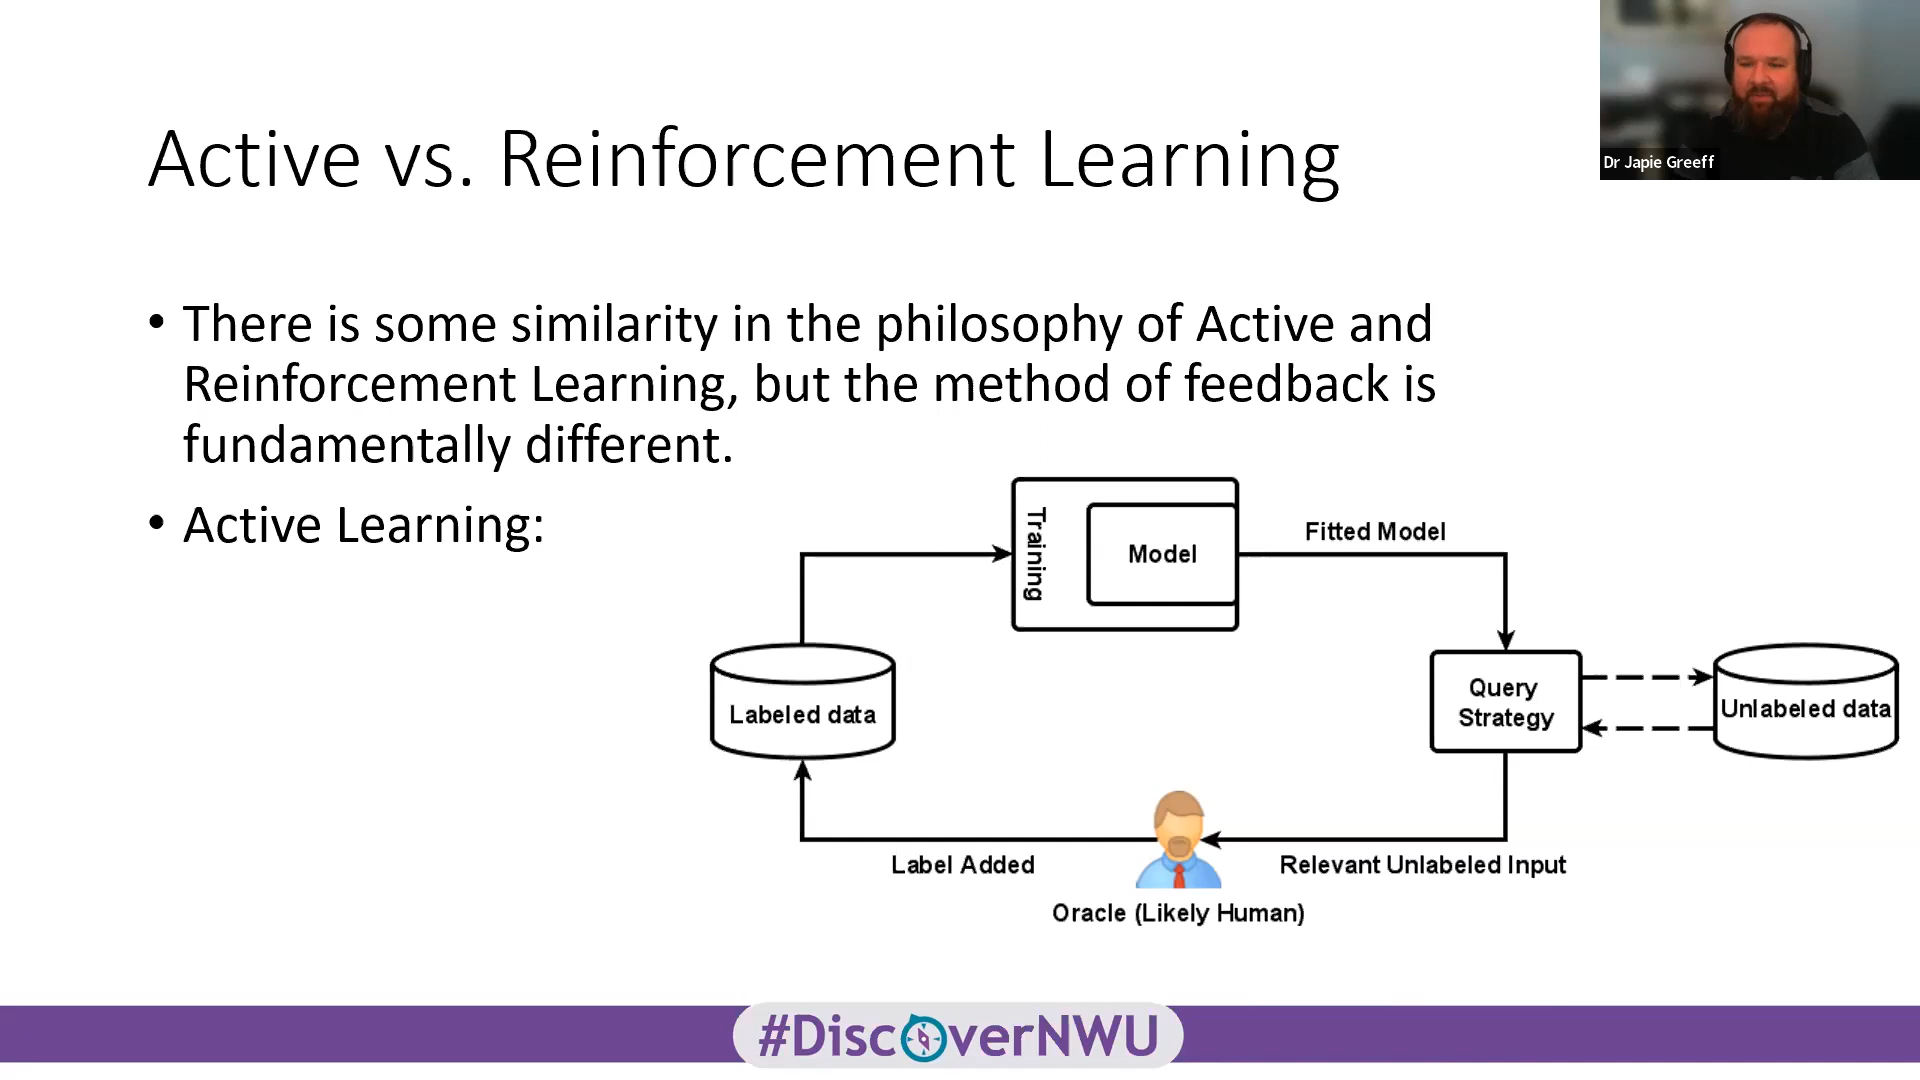 Dr Japie Greeff
Active vs. Reinforcement Learning
• There is some similarity in the philosophy of Active and
Reinforcement Learning, but the method of feedback is
fundamentally different.
• Active Learning:
Training
Model
Fitted Model
Labeled data
Query
Strategy
Unlabeled data
Label Added
Relevant Unlabeled Input
Oracle (Likely Human)
#DiscOverNWU